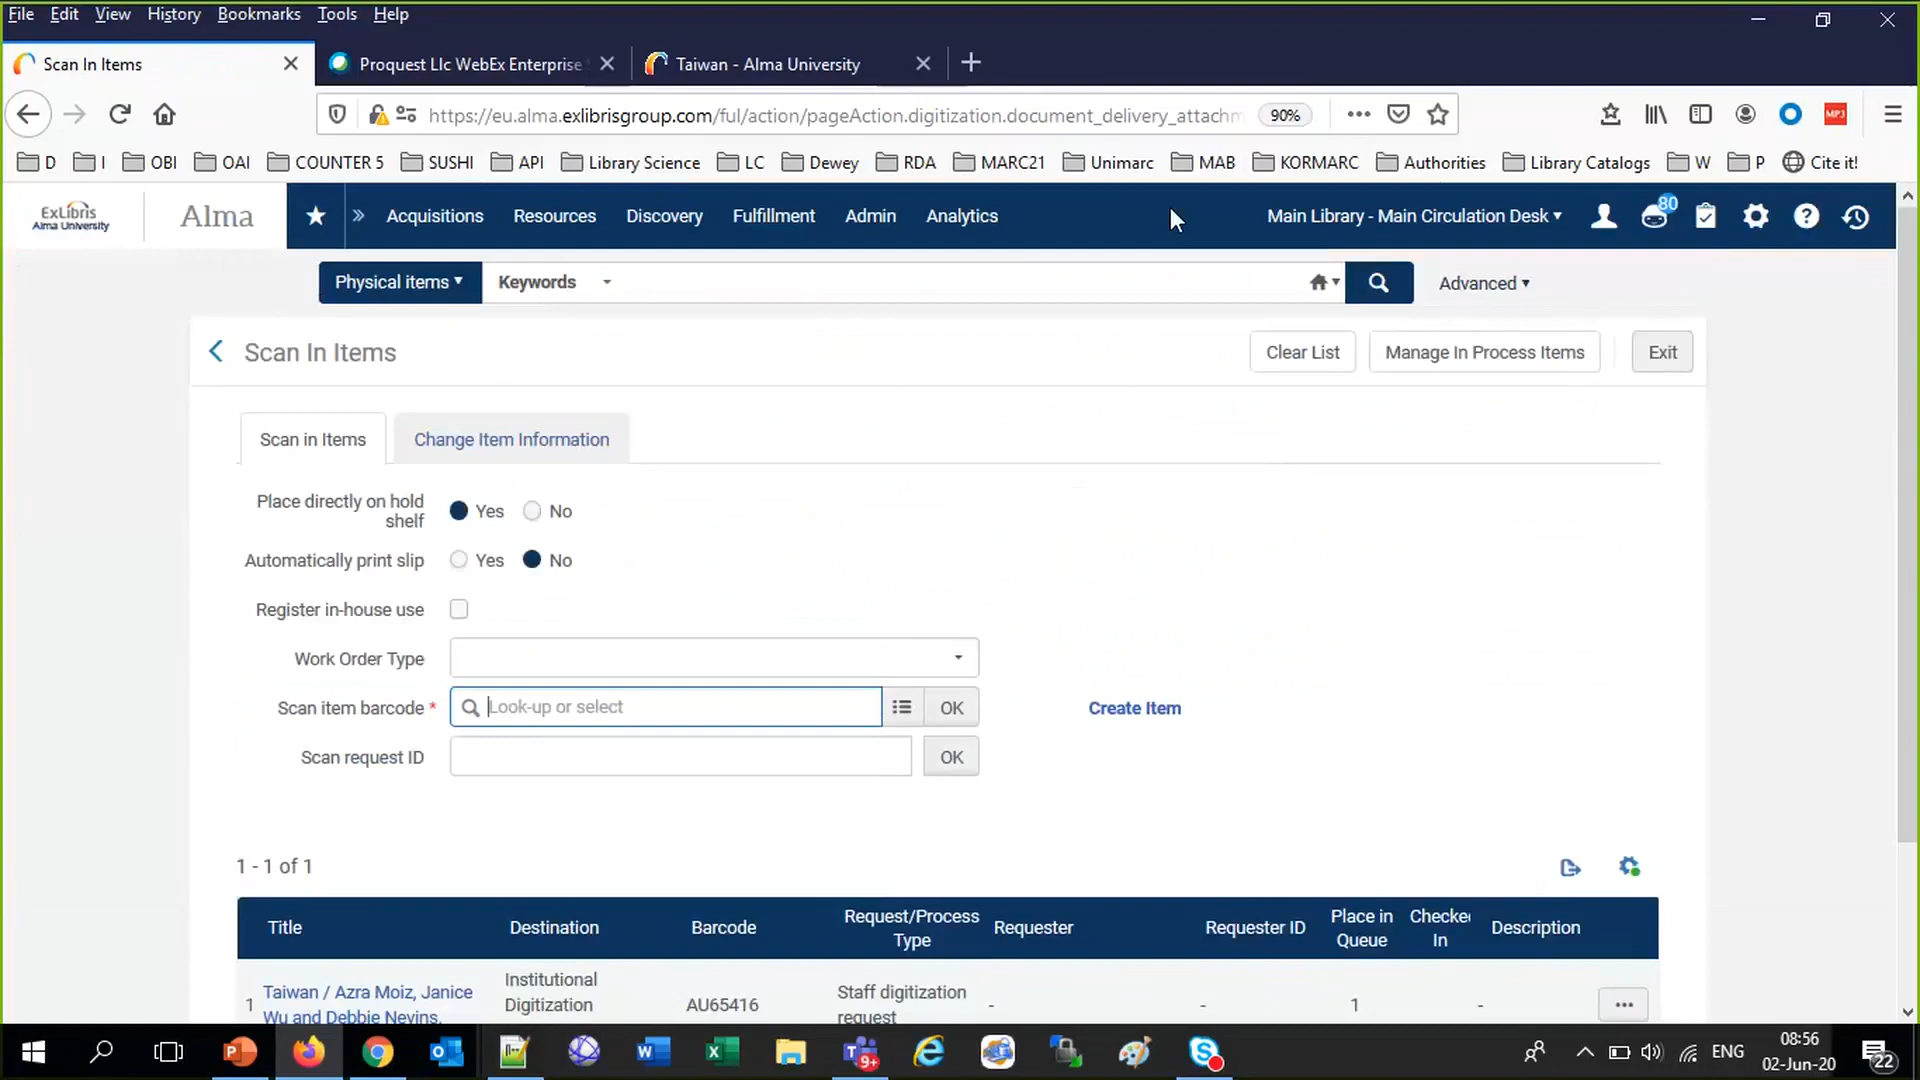 File Edit View History Bookmarks Tools Help
Scan In Items
Proquest Llc WebEx Enterprise
Taiwan - Alma University
https://eu.alma.exlibrisgroup.com/ful/action/pageAction.digitization.document_delivery_attachm
90%
MP3
D I OBI OAI COUNTER 5 SUSHI API Library Science LC Dewey RDA MARC21 Unimarc MAB KORMARC Authorities Library Catalogs W P Cite it!
ExLibris
Alma University
Alma
Acquisitions Resources Discovery Fulfillment Admin Analytics
Main Library - Main Circulation Desk
80
Physical items Keywords Advanced
Scan In Items
Clear List Manage In Process Items Exit
Scan in Items Change Item Information
Place directly on hold
shelf
Yes No
Automatically print slip Yes No
Register in-house use
Work Order Type
Scan item barcode * Look-up or select OK Create Item
Scan request ID OK
1 - 1 of 1
Title Destination Barcode Request/Process
Type Requester Requester ID Place in
Queue Checked
In Description
1 Taiwan / Azra Moiz, Janice
Wu and Debbie Nevins.
Institutional
Digitization
AU65416
Staff digitization
request
- - 1 -
9+
ENG
08:56
02-Jun-20
22